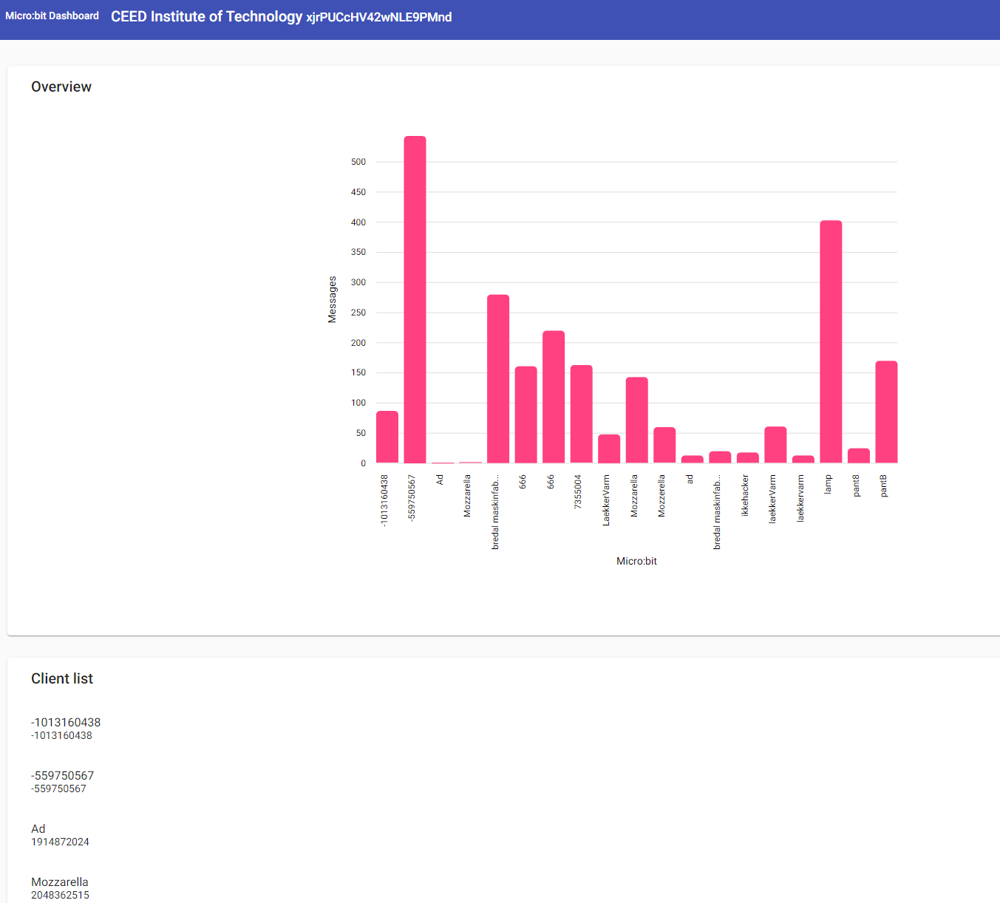 Micro:bit Dashboard CEED Institute of Technology xjrPUCcHV42wNLE9PMnd
Overview
500
450
400
350
300
250
200
150
100
50
0
Messages
-1013160438
-559750567
Ad
Mozzarella
bredal maskinfab...
666
666
7355004
LaekkerVarm
Mozzarella
Mozzerella
ad
bredal maskinfab...
ikkehacker
laekkerVarm
laekkervarm
lamp
pant8
pantB
Micro:bit
Client list
-1013160438
-1013160438
-559750567
-559750567
Ad
1914872024
Mozzarella
2048362515